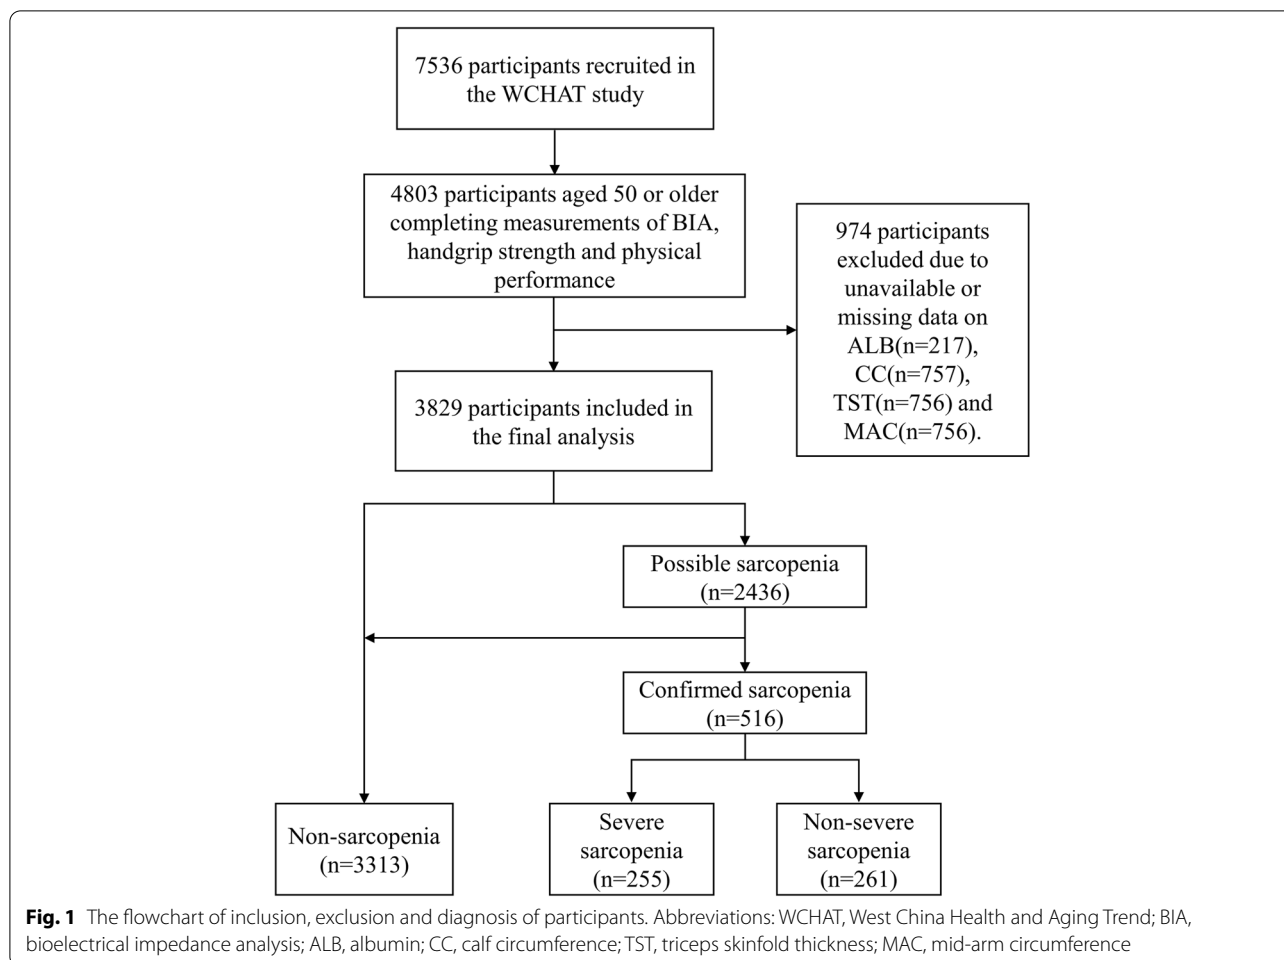 7536 participants recruited in
the WCHAT study
4803 participants aged 50 or older
completing measurements of BIA,
handgrip strength and physical
performance
974 participants
excluded due to
unavailable or
missing data on
ALB(n=217),
CC(n=757),
TST(n=756) and
MAC(n=756).
3829 participants included in
the final analysis
Possible sarcopenia
(n=2436)
Confirmed sarcopenia
(n=516)
Non-sarcopenia
(n=3313)
Severe
sarcopenia
(n=255)
Non-severe
sarcopenia
(n=261)
Fig. 1 The flowchart of inclusion, exclusion and diagnosis of participants. Abbreviations: WCHAT, West China Health and Aging Trend; BIA,
bioelectrical impedance analysis; ALB, albumin; CC, calf circumference; TST, triceps skinfold thickness; MAC, mid-arm circumference